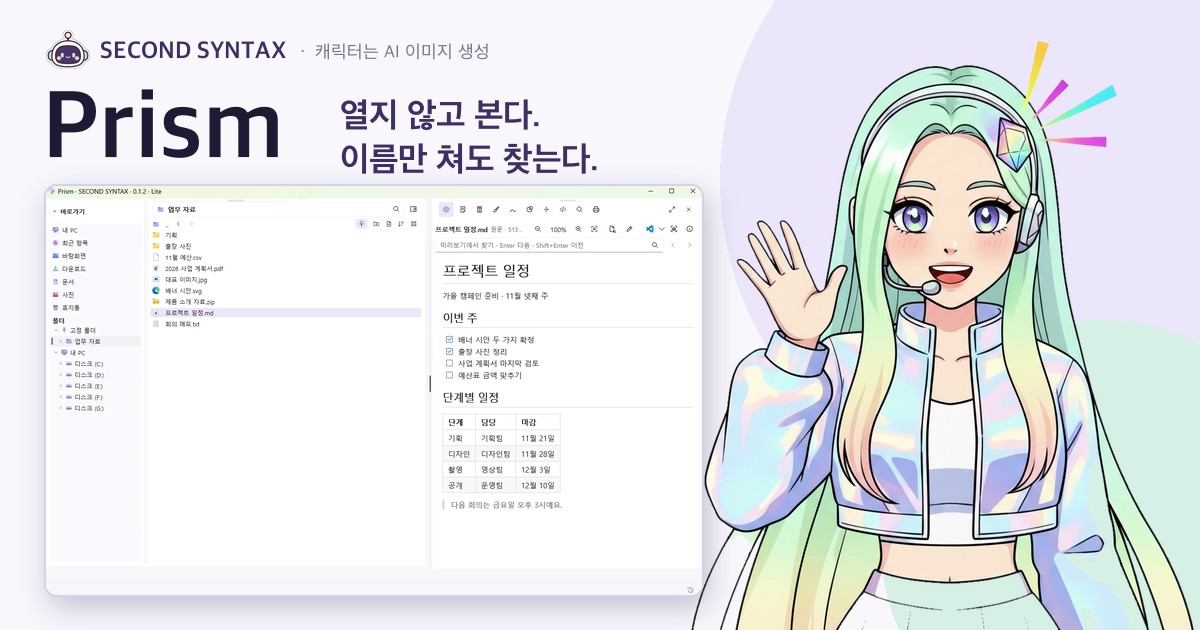 SECOND SYNTAX · 캐릭터는 AI 이미지 생성
Prism
열지 않고 본다.
이름만 쳐도 찾는다.
Prism - SECOND SYNTAX - 0.1.2 - Lite
바로가기
내 PC
최근 항목
바탕화면
다운로드
문서
사진
휴지통
폴더
고정 폴더
업무 자료
내 PC
디스크 (C)
디스크 (D)
디스크 (E)
디스크 (F)
디스크 (G)
업무 자료
기획
출장 사진
11월 예산.csv
2026 사업 계획서.pdf
대표 이미지.jpg
배너 시안.svg
제품 소개 자료.zip
프로젝트 일정.md
회의 메모.txt
100%
프로젝트 일정.md 원문 · 513...
미리보기에서 찾기 · Enter 다음 · Shift+Enter 이전
프로젝트 일정
가을 캠페인 준비 · 11월 넷째 주
이번 주
배너 시안 두 가지 확정
출장 사진 정리
사업 계획서 마지막 검토
예산표 금액 맞추기
단계별 일정
단계 담당 마감
기획 기획팀 11월 21일
디자인 디자인팀 11월 28일
촬영 영상팀 12월 3일
공개 운영팀 12월 10일
다음 회의는 금요일 오후 3시예요.